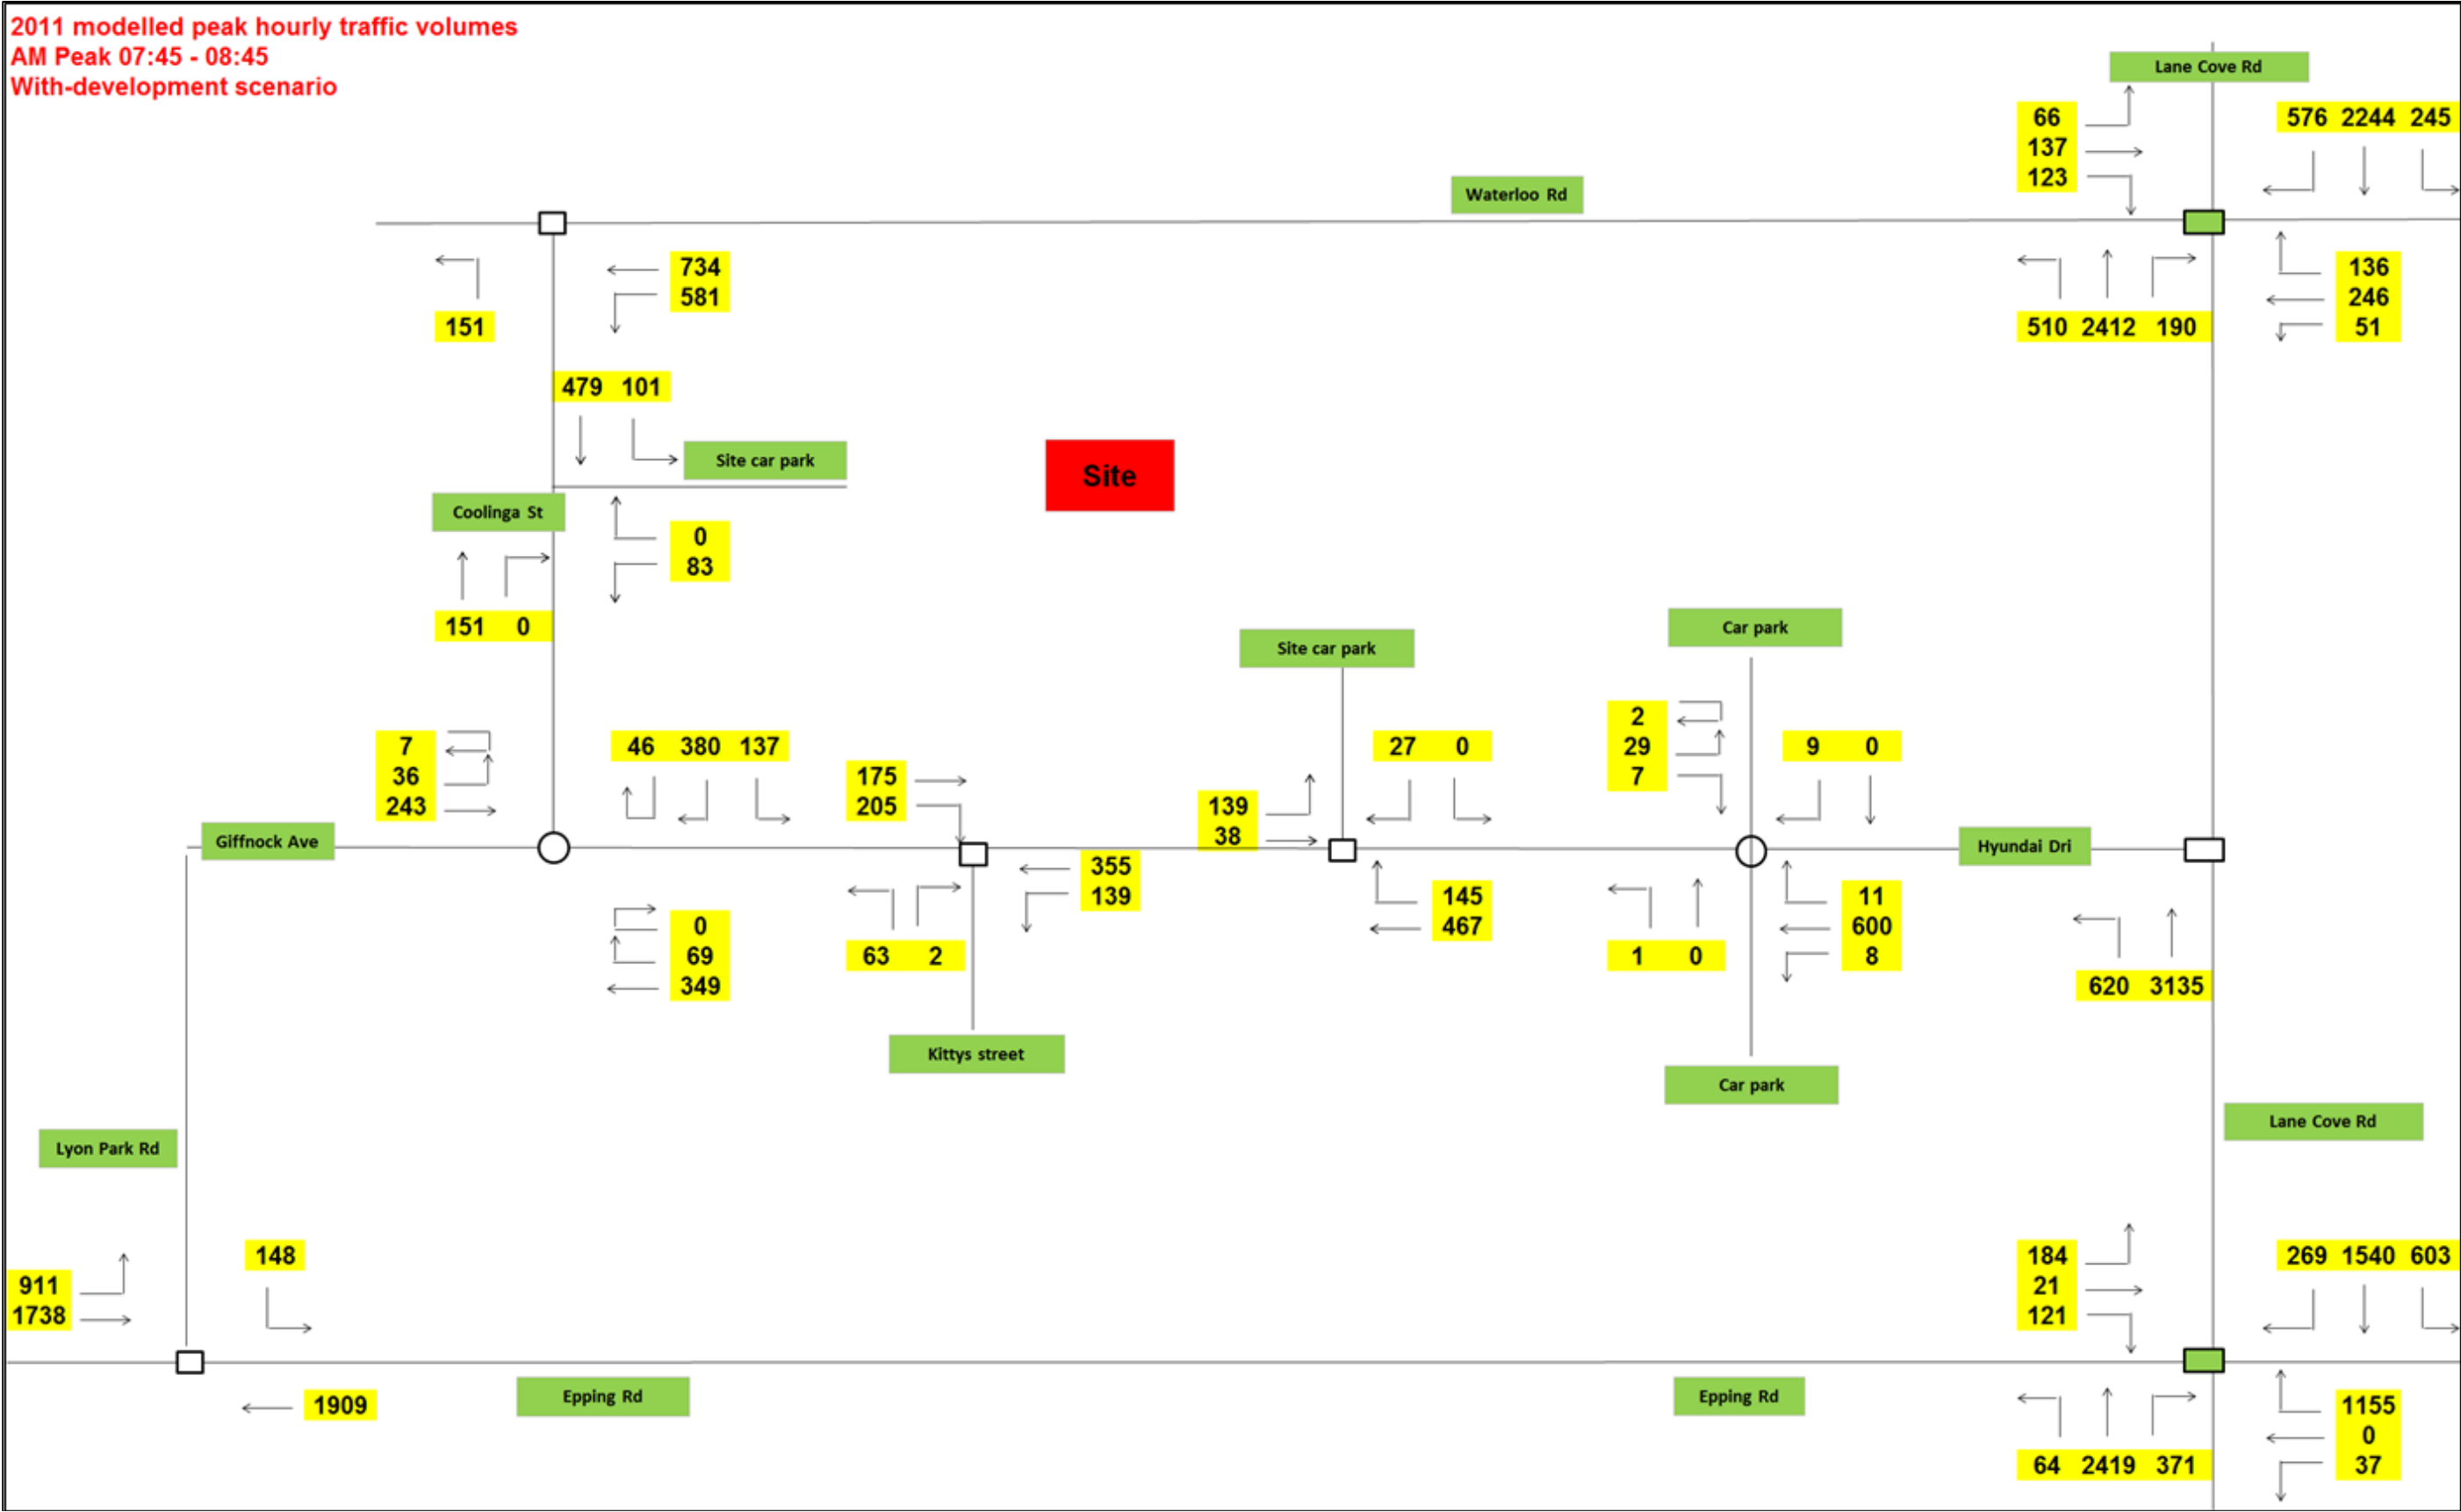 2011 modelled peak hourly traffic volumes
AM Peak 07:45 - 08:45
With-development scenario
Lane Cove Rd
66
137
123
576 2244 245
Waterloo Rd
734
581
151
136
246
51
510 2412 190
479 101
Site car park
Site
Coolinga St
0
83
151 0
Site car park
Car park
7
36
243
46 380 137
175
205
139
38
27 0
2
29
7
9 0
Giffnock Ave
Hyundai Dri
355
139
0
69
349
63 2
145
467
1 0
11
600
8
620 3135
Kittys street
Car park
Lyon Park Rd
Lane Cove Rd
911
1738
148
184
21
121
269 1540 603
1909
Epping Rd
Epping Rd
1155
0
37
64 2419 371